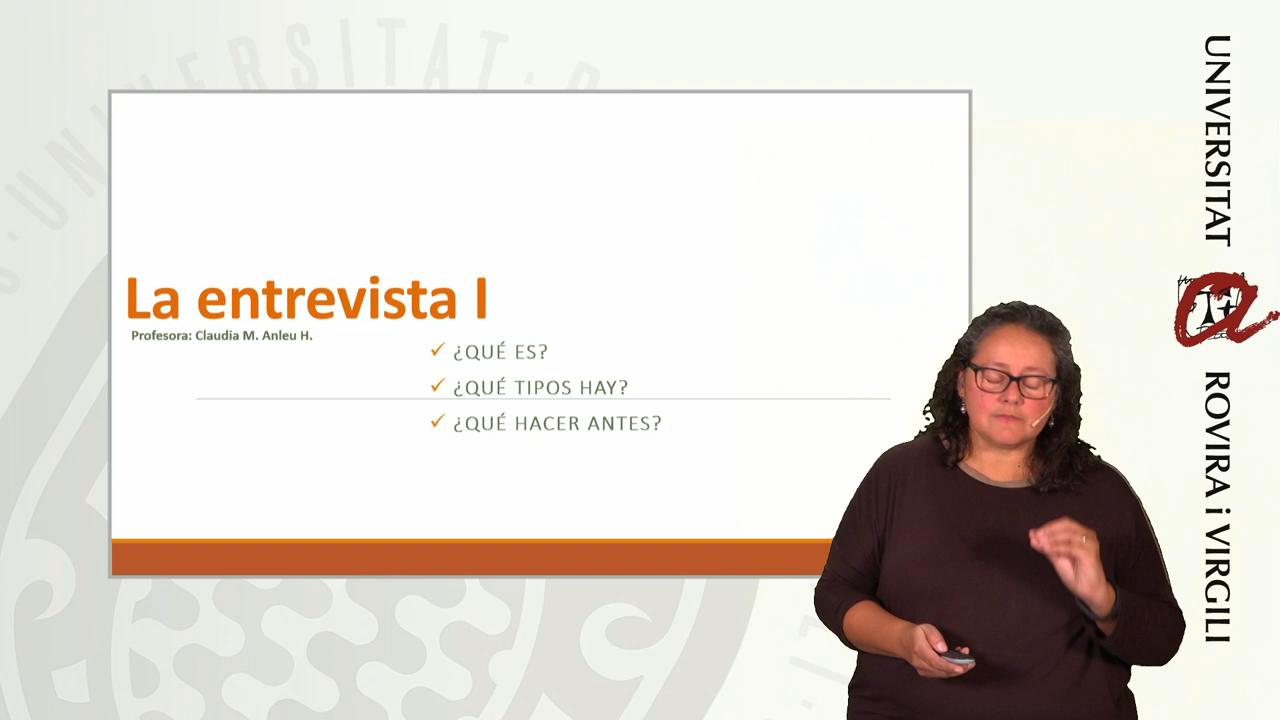 La entrevista I
Profesora: Claudia M. Anleu H.
✓ ¿QUÉ ES?
✓ ¿QUÉ TIPOS HAY?
✓ ¿QUÉ HACER ANTES?
UNIVERSITAT
ROVIRA i VIRGILI